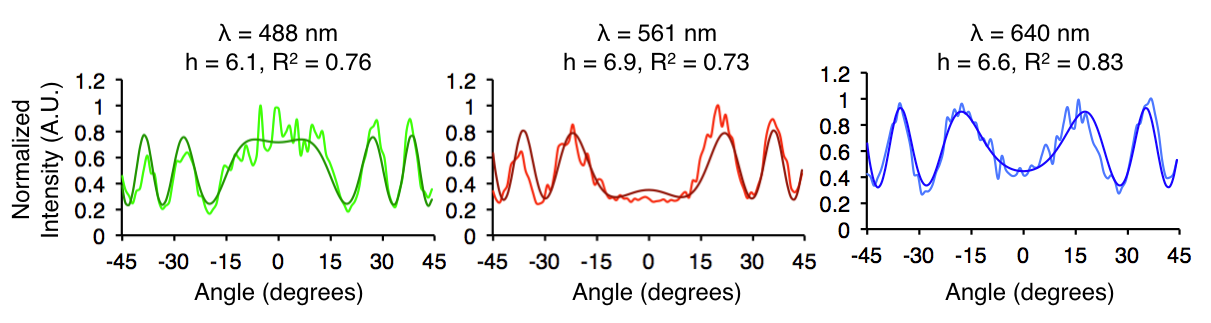 λ = 488 nm
h = 6.1, R² = 0.76
λ = 561 nm
h = 6.9, R² = 0.73
λ = 640 nm
h = 6.6, R² = 0.83
Normalized
Intensity (A.U.)
1.2
1
0.8
0.6
0.4
0.2
0
-45 -30 -15 0 15 30 45
Angle (degrees)
1.2
1
0.8
0.6
0.4
0.2
0
-45 -30 -15 0 15 30 45
Angle (degrees)
1.2
1
0.8
0.6
0.4
0.2
0
-45 -30 -15 0 15 30 45
Angle (degrees)